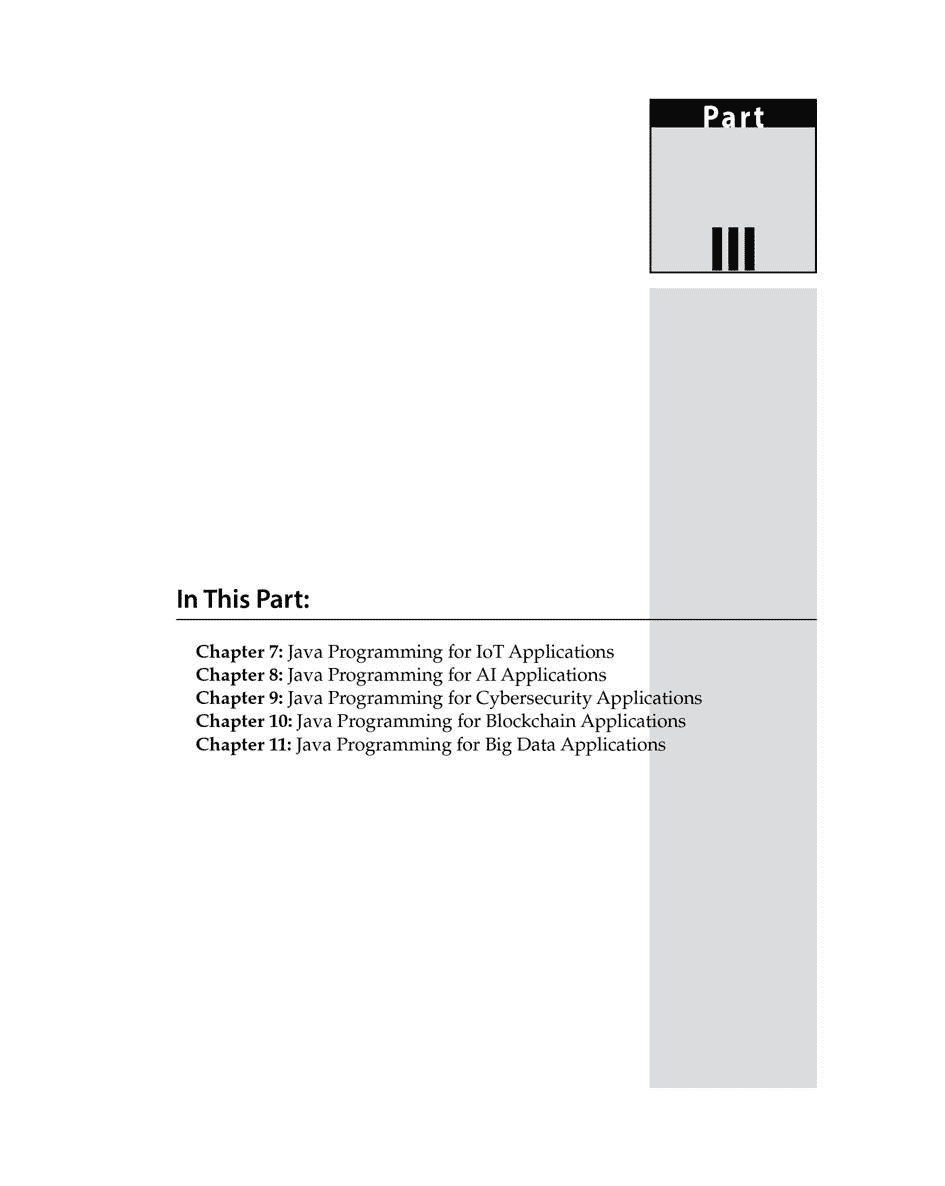 Part
III
In This Part:
Chapter 7: Java Programming for IoT Applications
Chapter 8: Java Programming for AI Applications
Chapter 9: Java Programming for Cybersecurity Applications
Chapter 10: Java Programming for Blockchain Applications
Chapter 11: Java Programming for Big Data Applications